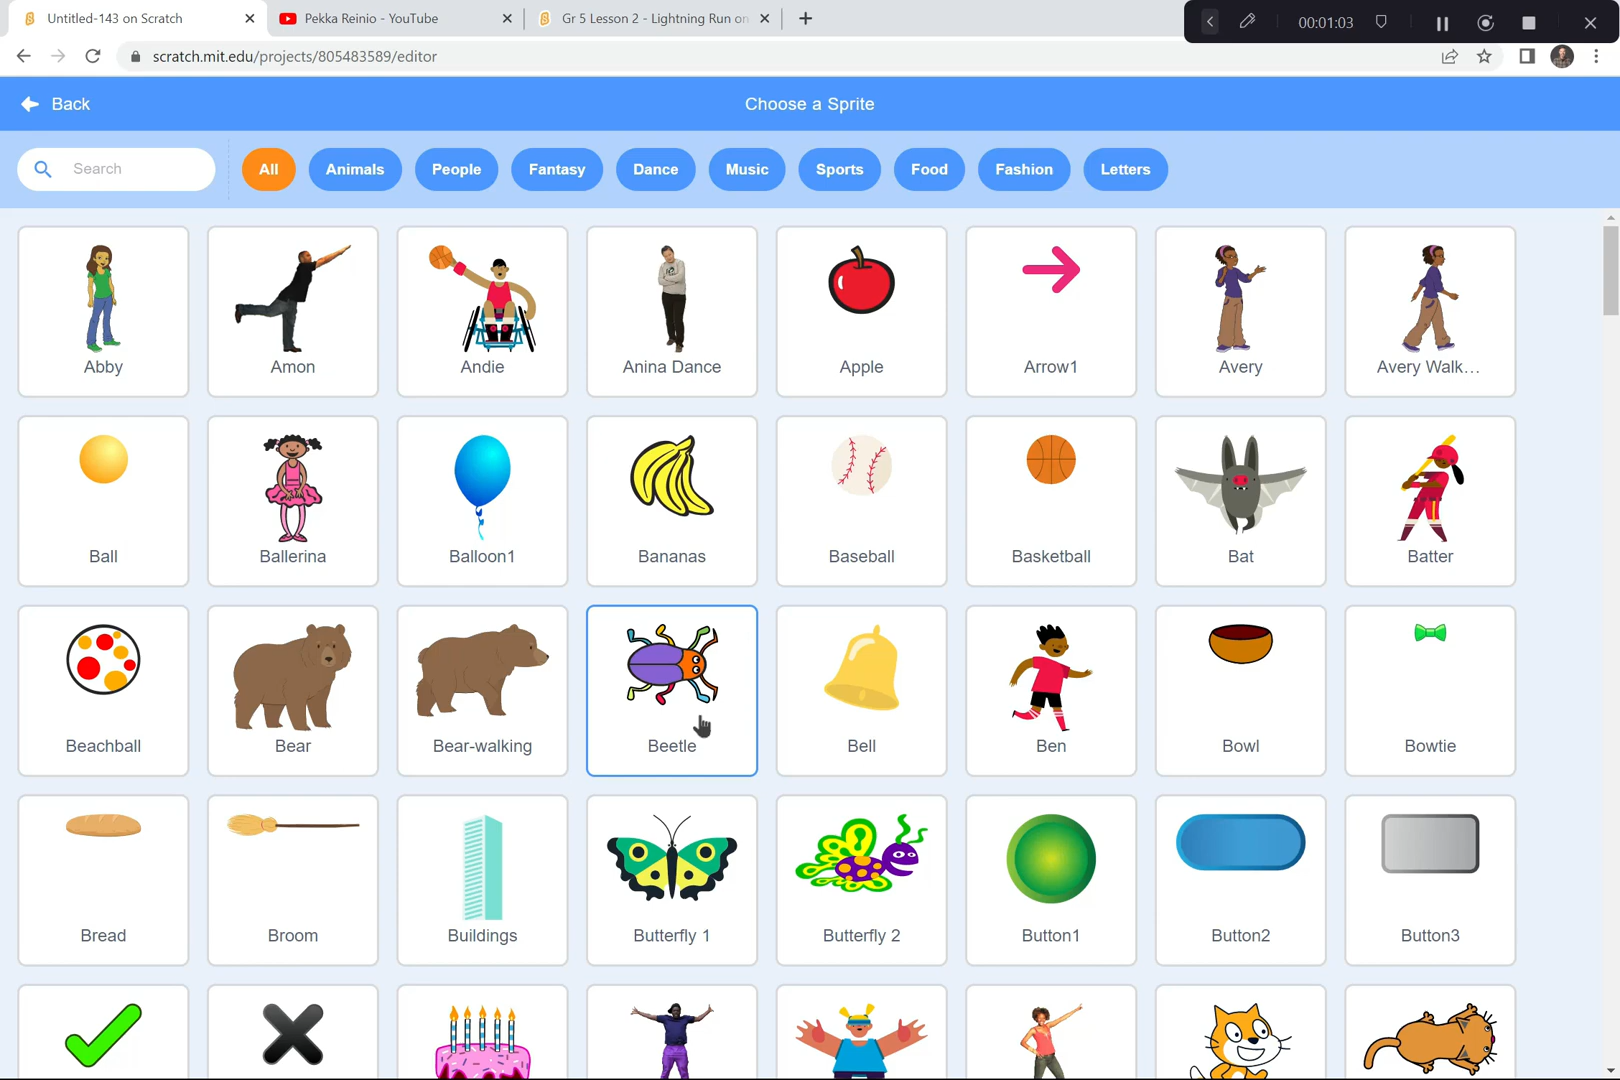 Untitled-143 on Scratch
Pekka Reinio - YouTube
Gr 5 Lesson 2 - Lightning Run on
00:01:03
scratch.mit.edu/projects/805483589/editor
Back
Choose a Sprite
Search
All
Animals
People
Fantasy
Dance
Music
Sports
Food
Fashion
Letters
Abby
Amon
Andie
Anina Dance
Apple
Arrow1
Avery
Avery Walk...
Ball
Ballerina
Balloon1
Bananas
Baseball
Basketball
Bat
Batter
Beachball
Bear
Bear-walking
Beetle
Bell
Ben
Bowl
Bowtie
Bread
Broom
Buildings
Butterfly 1
Butterfly 2
Button1
Button2
Button3